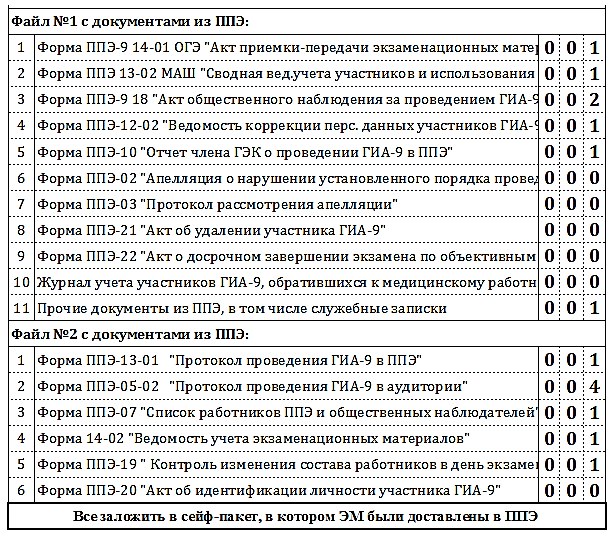 Файл №1 с документами из ППЭ:
1 Форма ППЭ-9 14-01 ОГЭ "Акт приемки-передачи экзаменационных матер 0 0 1
2 Форма ППЭ 13-02 МАШ "Сводная вед.учета участников и использования 0 0 1
3 Форма ППЭ-9 18 "Акт общественного наблюдения за проведением ГИА-9 0 0 2
4 Форма ППЭ-12-02 "Ведомость коррекции перс. данных участников ГИА-9 0 0 1
5 Форма ППЭ-10 "Отчет члена ГЭК о проведении ГИА-9 в ППЭ" 0 0 1
6 Форма ППЭ-02 "Апелляция о нарушении установленного порядка провед 0 0 0
7 Форма ППЭ-03 "Протокол рассмотрения апелляции" 0 0 0
8 Форма ППЭ-21 "Акт об удалении участника ГИА-9" 0 0 0
9 Форма ППЭ-22 "Акт о досрочном завершении экзамена по объективным 0 0 0
10 Журнал учета участников ГИА-9, обратившихся к медицинскому работн 0 0 0
11 Прочие документы из ППЭ, в том числе служебные записки 0 0 1
Файл №2 с документами из ППЭ:
1 Форма ППЭ-13-01 "Протокол проведения ГИА-9 в ППЭ" 0 0 1
2 Форма ППЭ-05-02 "Протокол проведения ГИА-9 в аудитории" 0 0 4
3 Форма ППЭ-07 "Список работников ППЭ и общественных наблюдателей" 0 0 1
4 Форма 14-02 "Ведомость учета экзаменационных материалов" 0 0 1
5 Форма ППЭ-19 " Контроль изменения состава работников в день экзамен 0 0 1
6 Форма ППЭ-20 "Акт об идентификации личности участника ГИА-9" 0 0 0
Все заложить в сейф-пакет, в котором ЭМ были доставлены в ППЭ